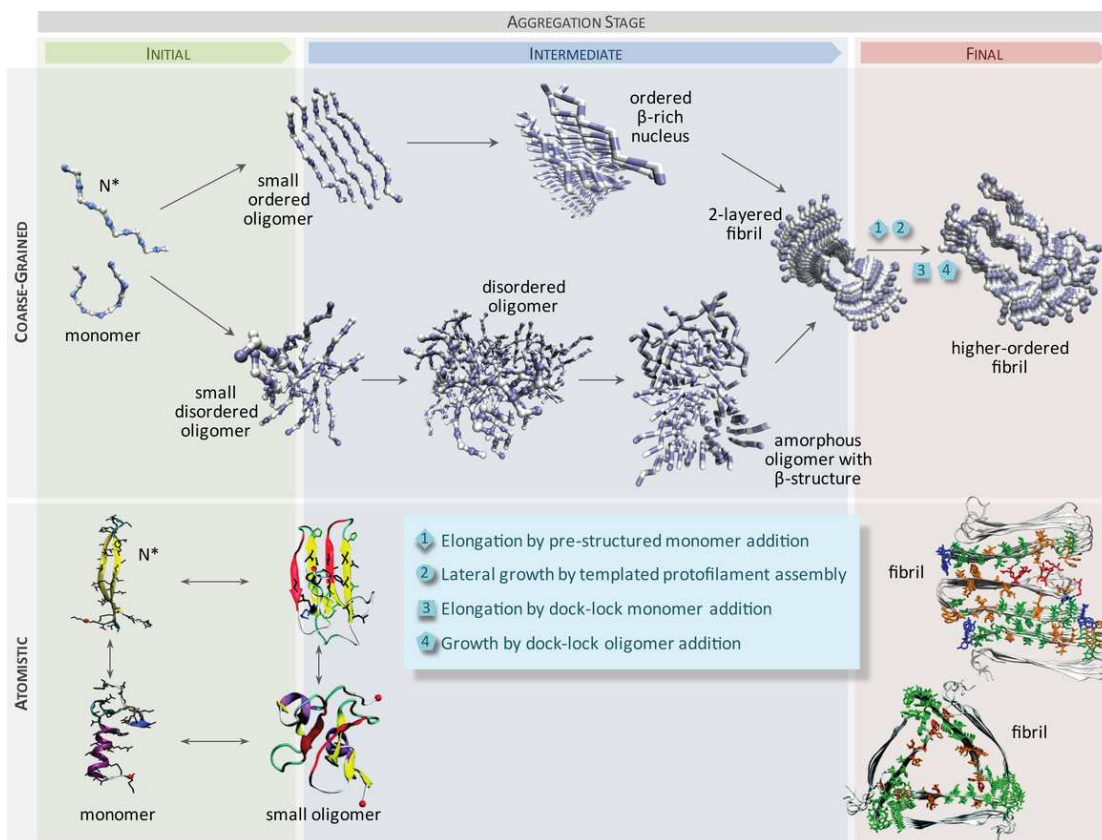 AGGREGATION STAGE
INITIAL
INTERMEDIATE
FINAL
COARSE-GRAINED
N*
monomer
small
ordered
oligomer
ordered
β-rich
nucleus
2-layered
fibril
1 2
3 4
higher-ordered
fibril
small
disordered
oligomer
disordered
oligomer
amorphous
oligomer with
β-structure
ATOMISTIC
N*
monomer
small oligomer
1 Elongation by pre-structured monomer addition
2 Lateral growth by templated protofilament assembly
3 Elongation by dock-lock monomer addition
4 Growth by dock-lock oligomer addition
fibril
fibril